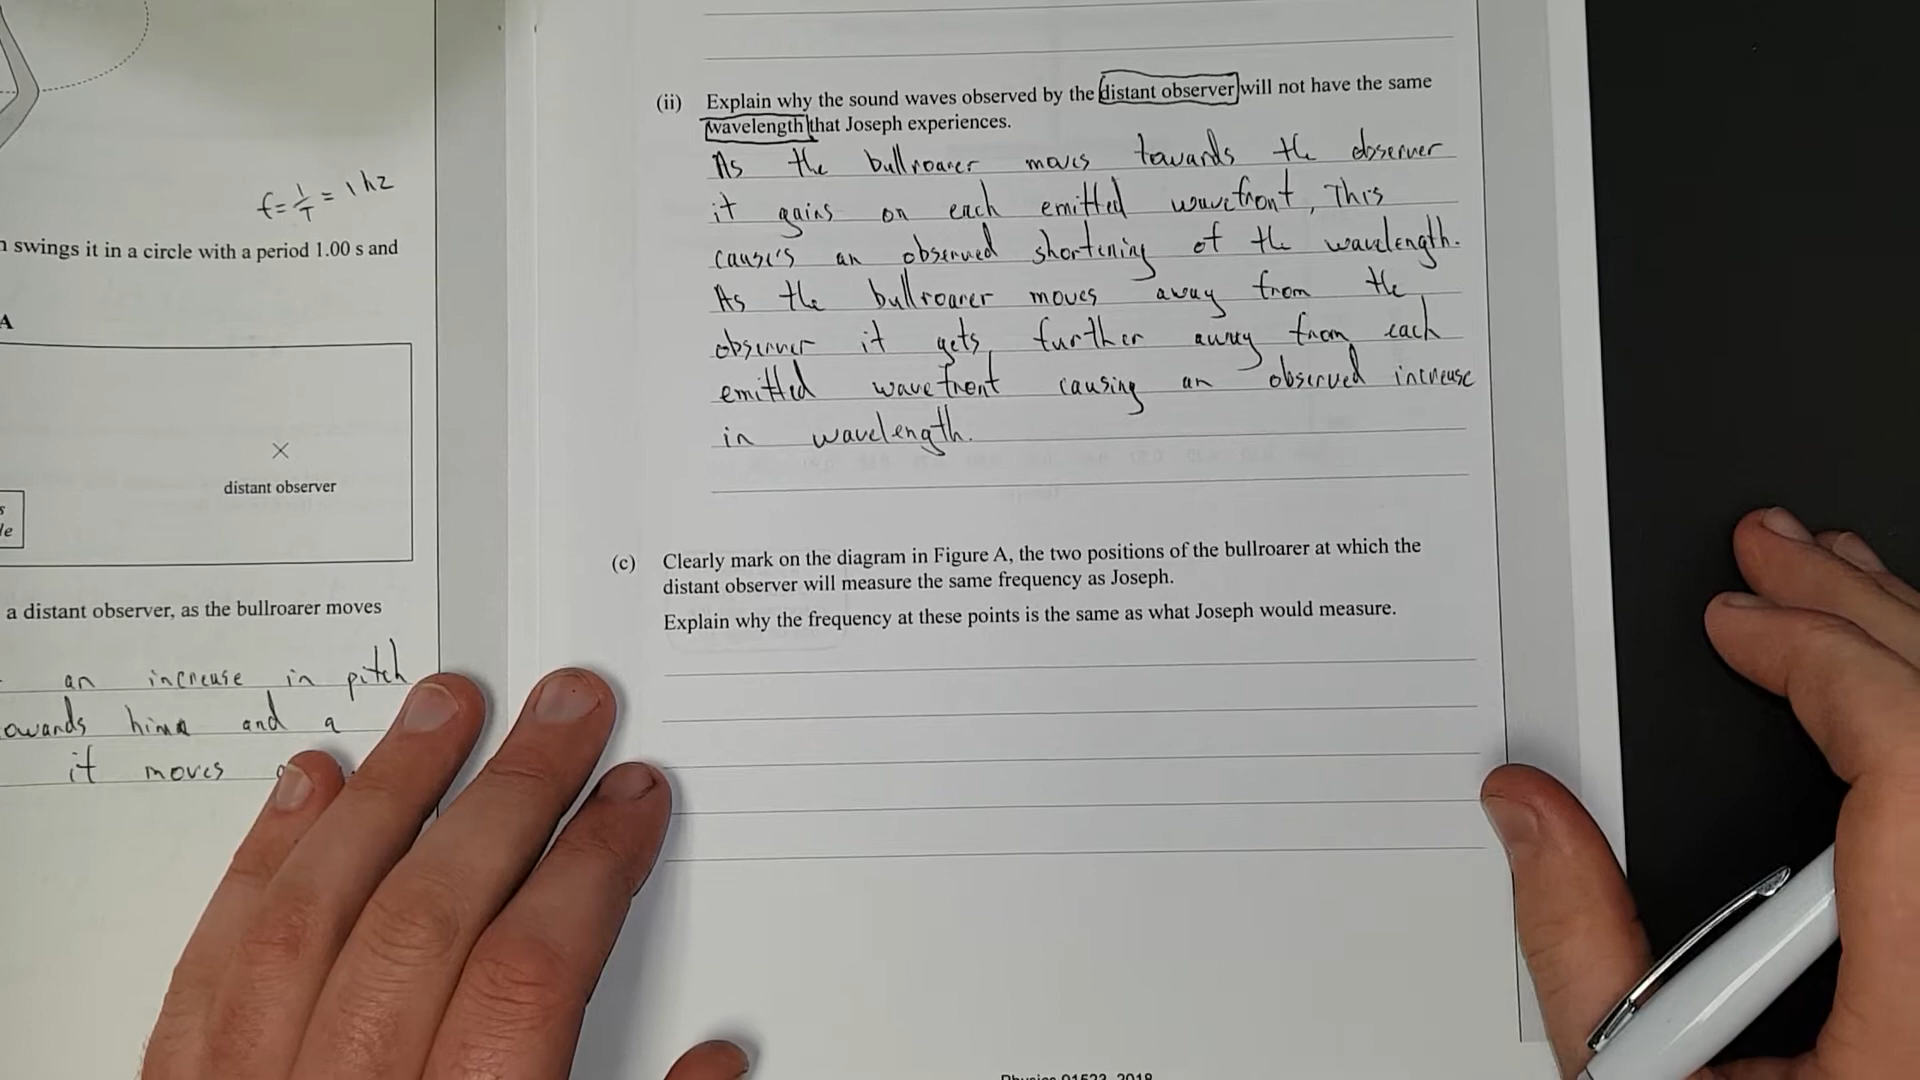 f = 1/T = 1 hz
swings it in a circle with a period 1.00 s and
A
distant observer
a distant observer, as the bullroarer moves
an increase in pitch
owards him and a
it moves
(ii) Explain why the sound waves observed by the distant observer will not have the same
wavelength that Joseph experiences.
As the bullroarer moves towards the observer
it gains on each emitted wavefront, This
causes an observed shortening of the wavelength.
As the bullroarer moves away from the
observer it gets further away from each
emitted wavefront causing an observed increase
in wavelength.
(c) Clearly mark on the diagram in Figure A, the two positions of the bullroarer at which the
distant observer will measure the same frequency as Joseph.
Explain why the frequency at these points is the same as what Joseph would measure.
Physics 91523, 2018